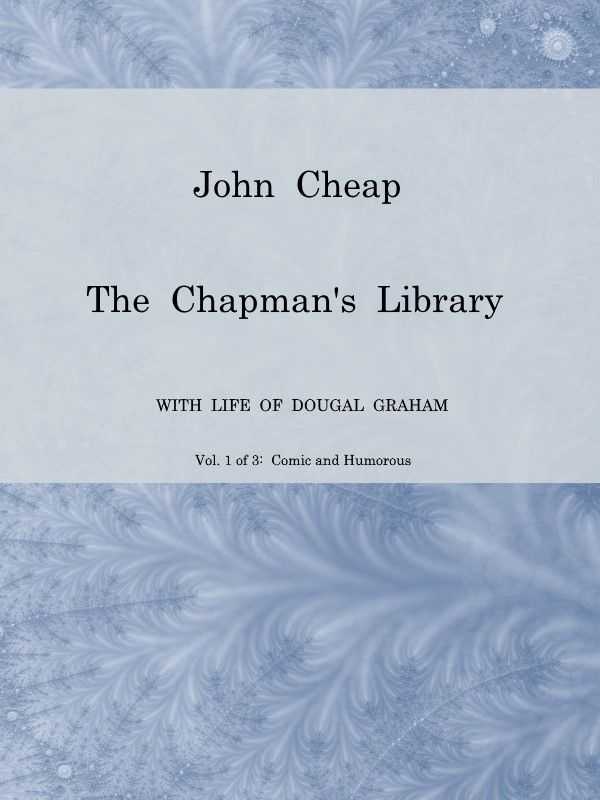 John Cheap
The Chapman's Library
WITH LIFE OF DOUGAL GRAHAM
Vol. 1 of 3: Comic and Humorous